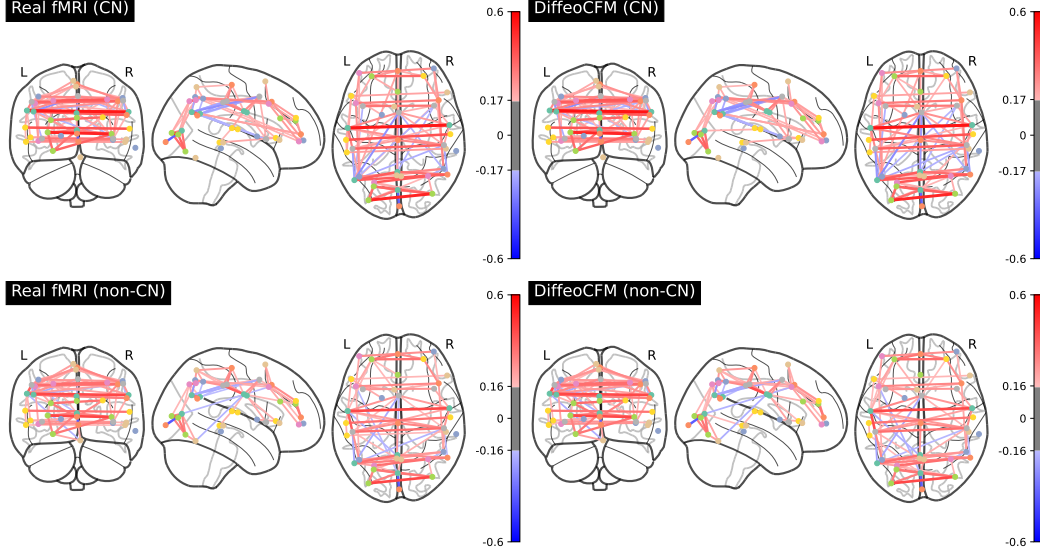 Real fMRI (CN)
L R L R
0.6
0.17
0
-0.17
-0.6
DiffeoCFM (CN)
L R L R
0.6
0.17
0
-0.17
-0.6
Real fMRI (non-CN)
L R L R
0.6
0.16
0
-0.16
-0.6
DiffeoCFM (non-CN)
L R L R
0.6
0.16
0
-0.16
-0.6